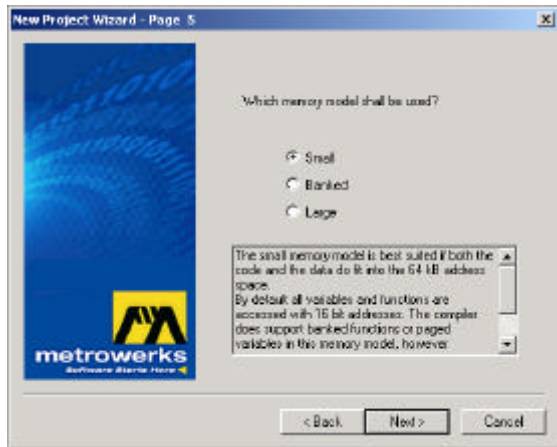 New Project Wizard - Page 5
Which memory model shall be used?
Small
Banked
Large
The small memory model is best suited if both the
code and the data do fit into the 64 kB address
space.
By default all variables and functions are
accessed with 16 bit addresses. The compiler
does support banked functions or paged
variables in this memory model, however
metrowerks
Software Starts Here
< Back
Next >
Cancel